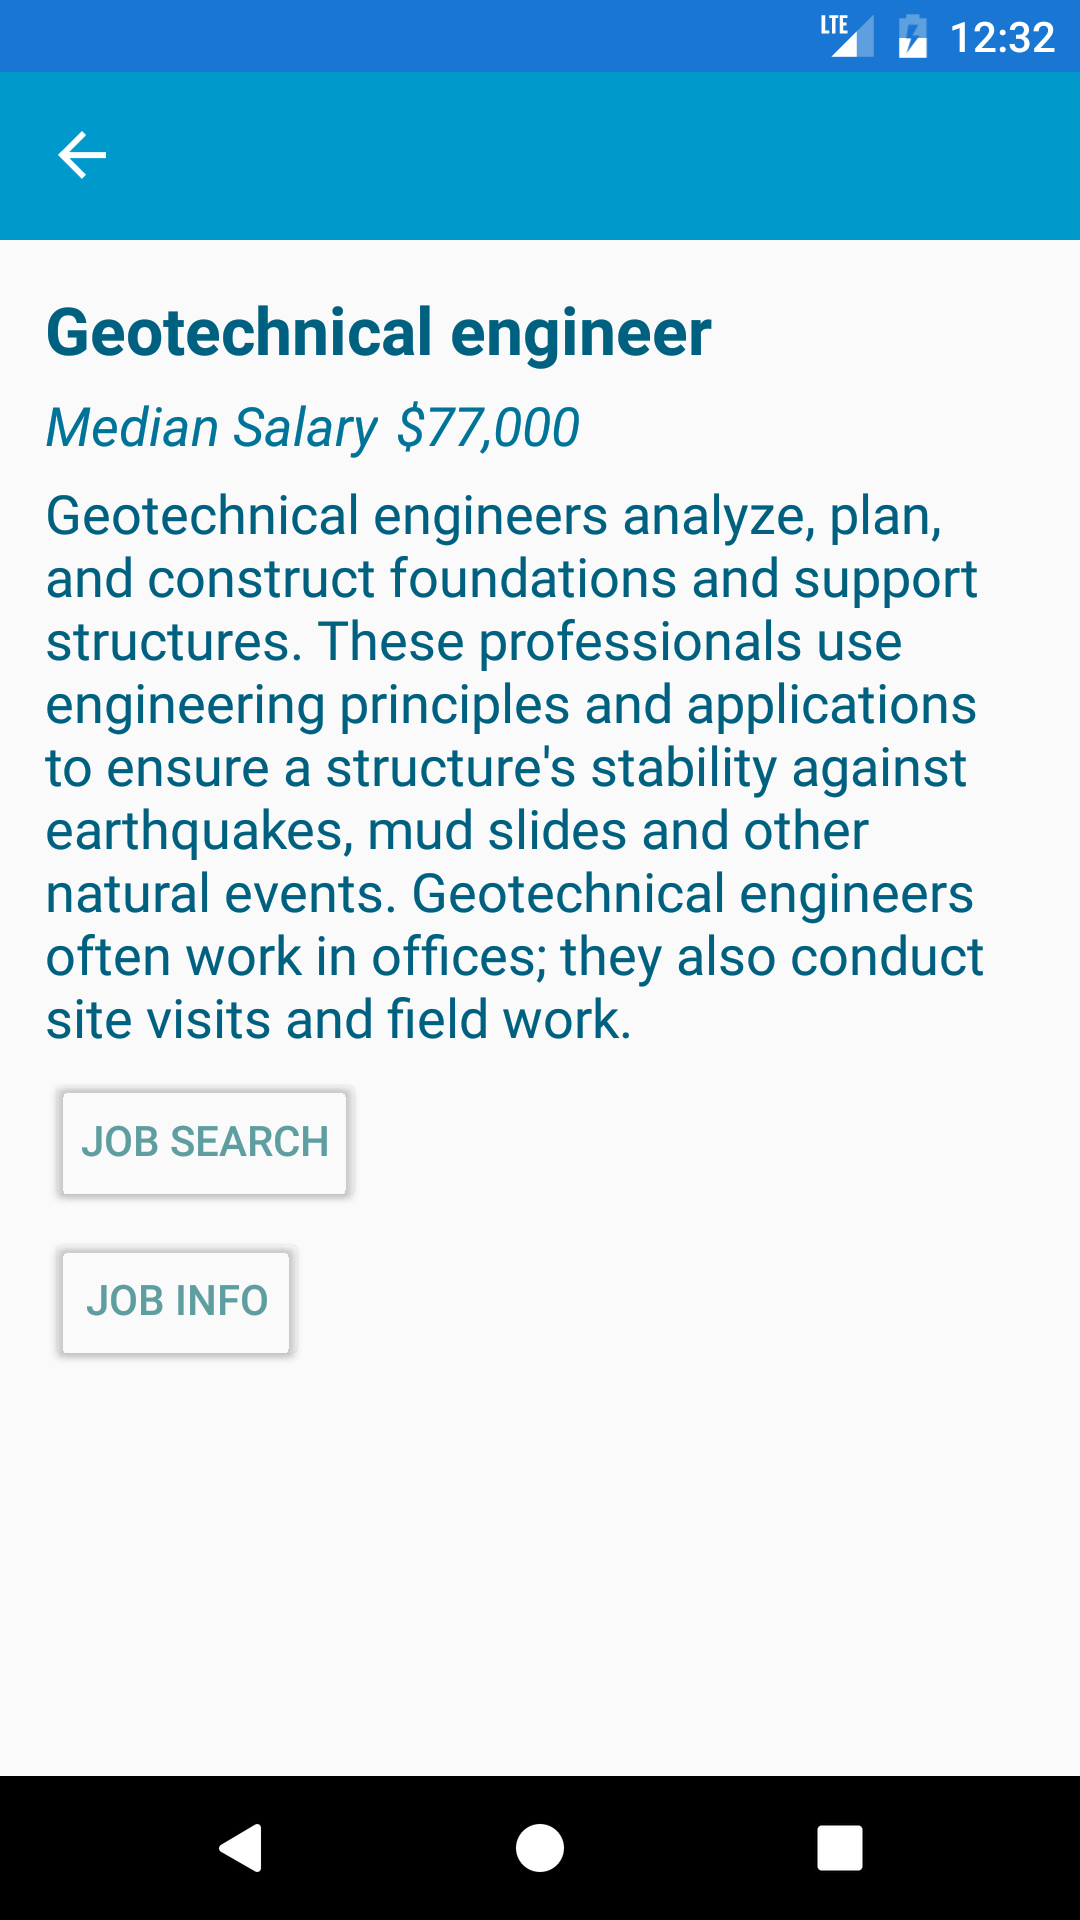 LTE 12:32
Geotechnical engineer
Median Salary $77,000
Geotechnical engineers analyze, plan,
and construct foundations and support
structures. These professionals use
engineering principles and applications
to ensure a structure's stability against
earthquakes, mud slides and other
natural events. Geotechnical engineers
often work in offices; they also conduct
site visits and field work.
JOB SEARCH
JOB INFO